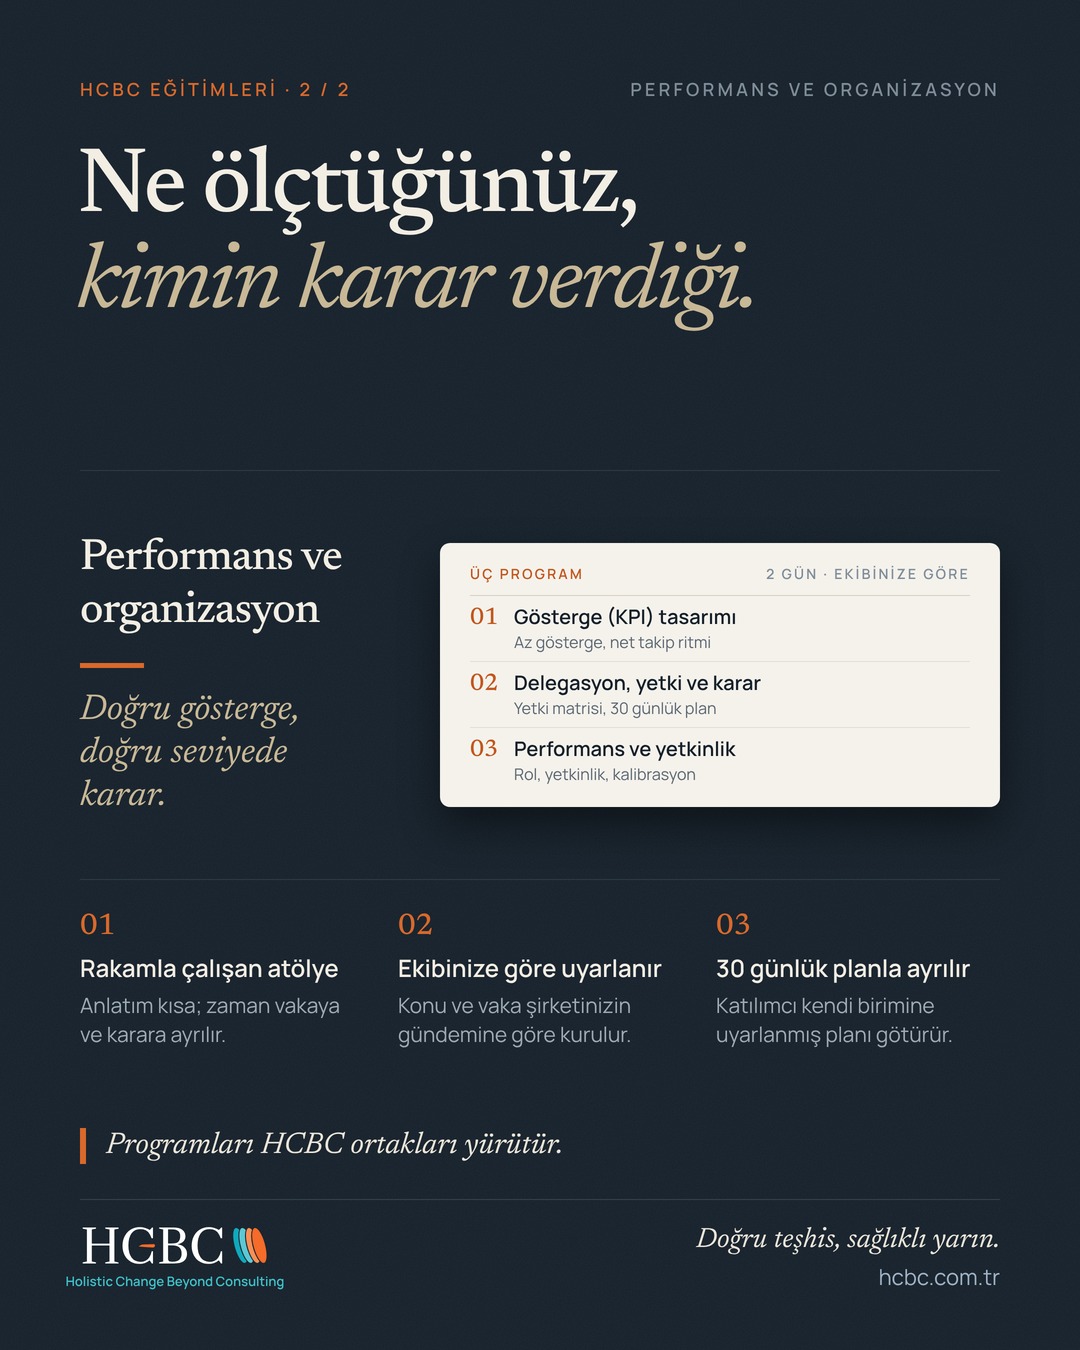 HCBC EĞİTİMLERİ · 2 / 2
PERFORMANS VE ORGANİZASYON
Ne ölçtüğünüz,
kimin karar verdiği.
Performans ve
organizasyon
Doğru gösterge,
doğru seviyede
karar.
ÜÇ PROGRAM
2 GÜN · EKİBİNİZE GÖRE
01 Gösterge (KPI) tasarımı
Az gösterge, net takip ritmi
02 Delegasyon, yetki ve karar
Yetki matrisi, 30 günlük plan
03 Performans ve yetkinlik
Rol, yetkinlik, kalibrasyon
01
Rakamla çalışan atölye
Anlatım kısa; zaman vakaya
ve karara ayrılır.
02
Ekibinize göre uyarlanır
Konu ve vaka şirketinizin
gündemine göre kurulur.
03
30 günlük planla ayrılır
Katılımcı kendi birimine
uyarlanmış planı götürür.
Programları HCBC ortakları yürütür.
HCBC
Holistic Change Beyond Consulting
Doğru teşhis, sağlıklı yarın.
hcbc.com.tr